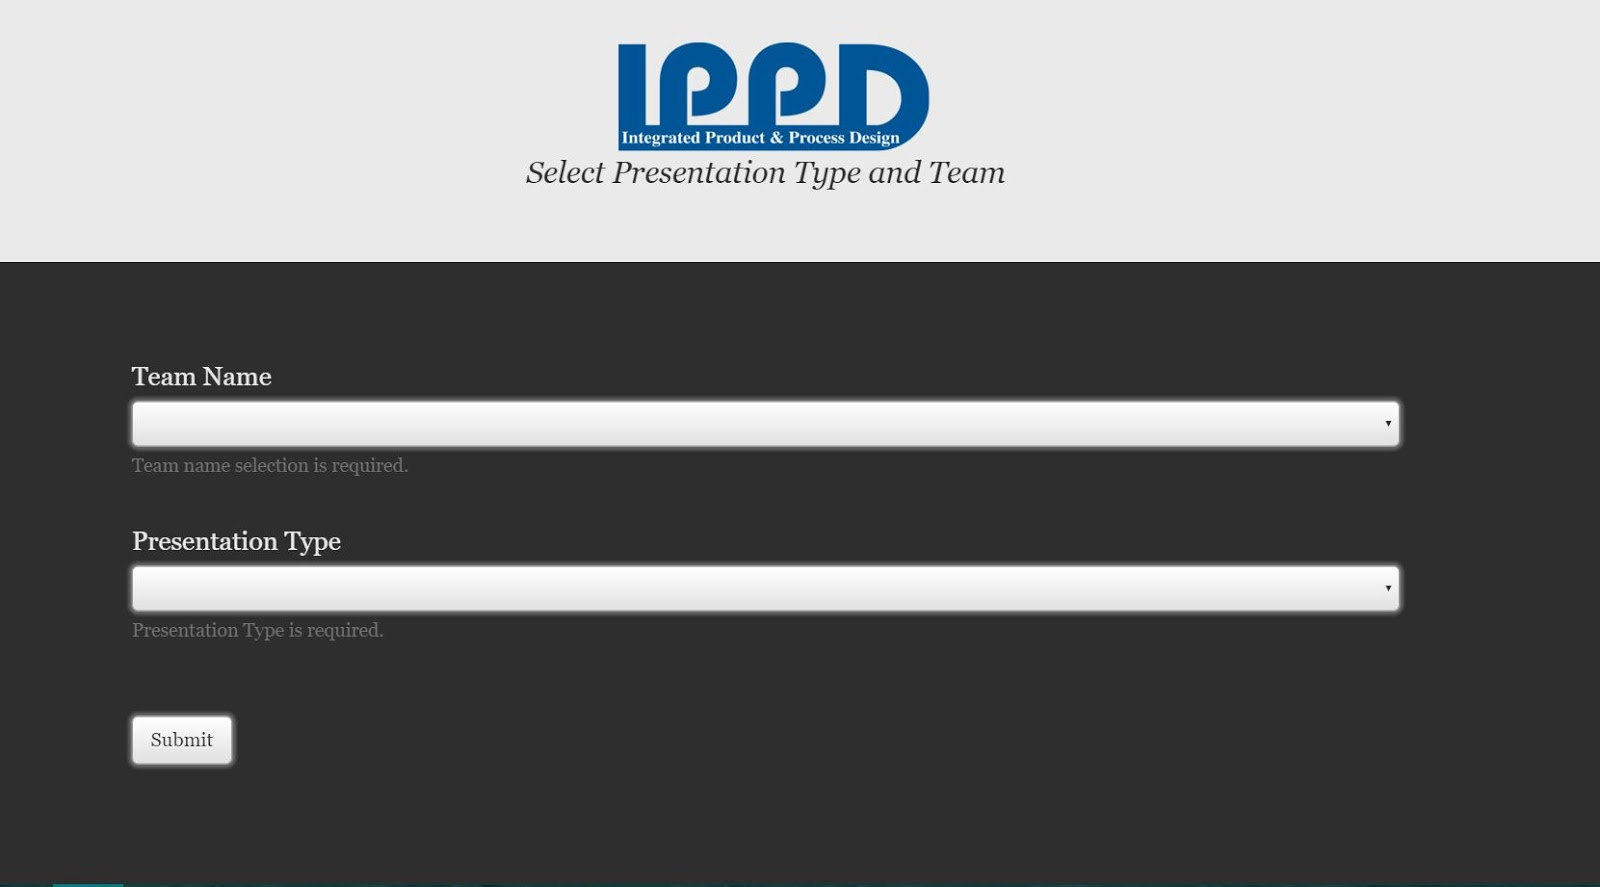 IPPD
Integrated Product & Process Design
Select Presentation Type and Team
Team Name
Team name selection is required.
Presentation Type
Presentation Type is required.
Submit